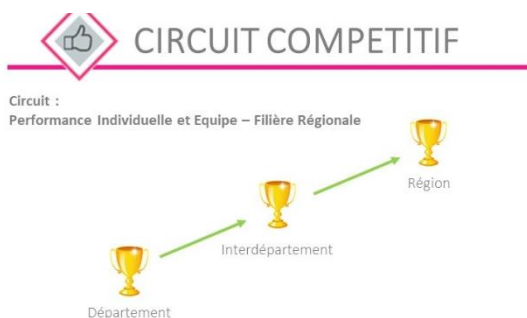 CIRCUIT COMPETITIF
Circuit :
Performance Individuelle et Equipe – Filière Régionale
Région
Interdépartement
Département